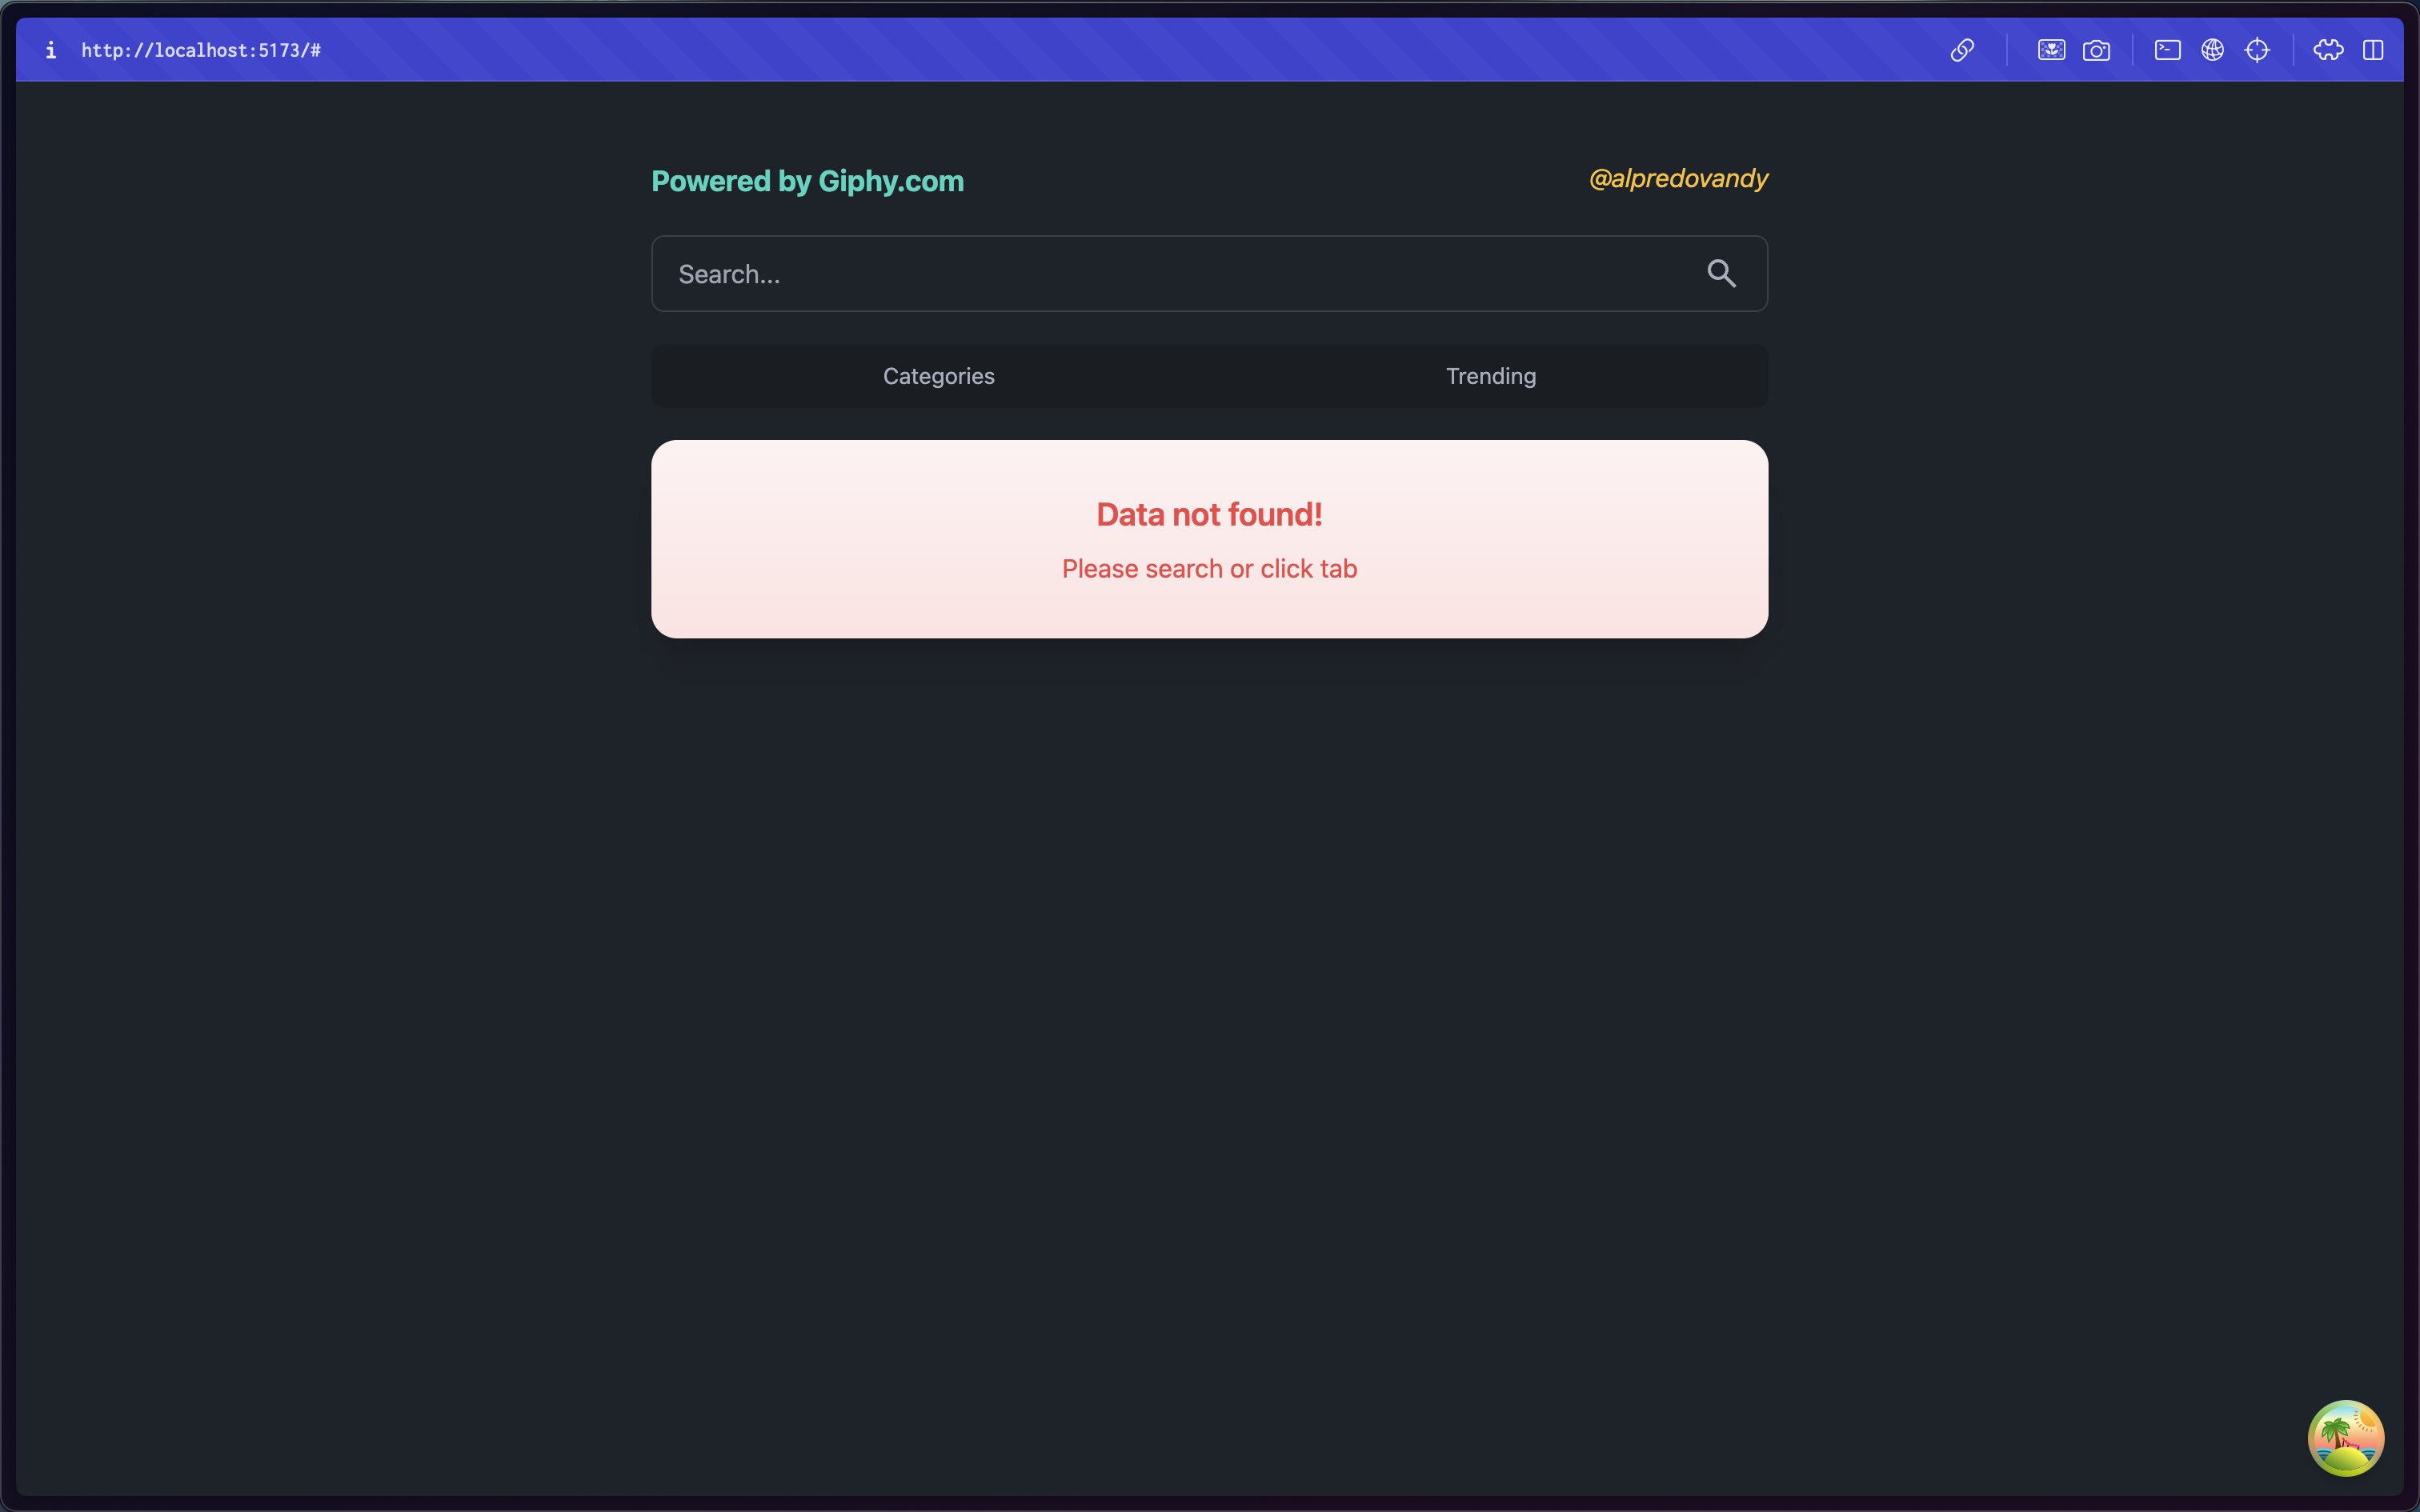 http://localhost:5173/#
Powered by Giphy.com
@alpredovandy
Search...
Categories
Trending
Data not found!
Please search or click tab